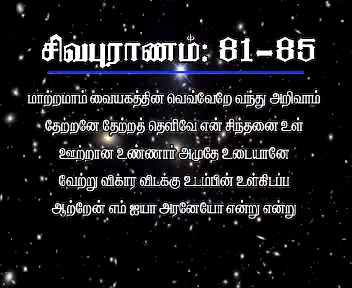 சிவபுராணம்: 81-85
மாற்றமாம் வையகத்தின் வெவ்வேறே வந்து அறிவாம்
தேற்றனே தேற்றத் தெளிவே என் சிந்தனை உள்
ஊற்றான உண்ணார் அமுதே உடையானே
வேற்று விகார விடக்கு உடம்பின் உள்கிடப்ப
ஆற்றேன் எம் ஐயா அரனேயோ என்று என்று